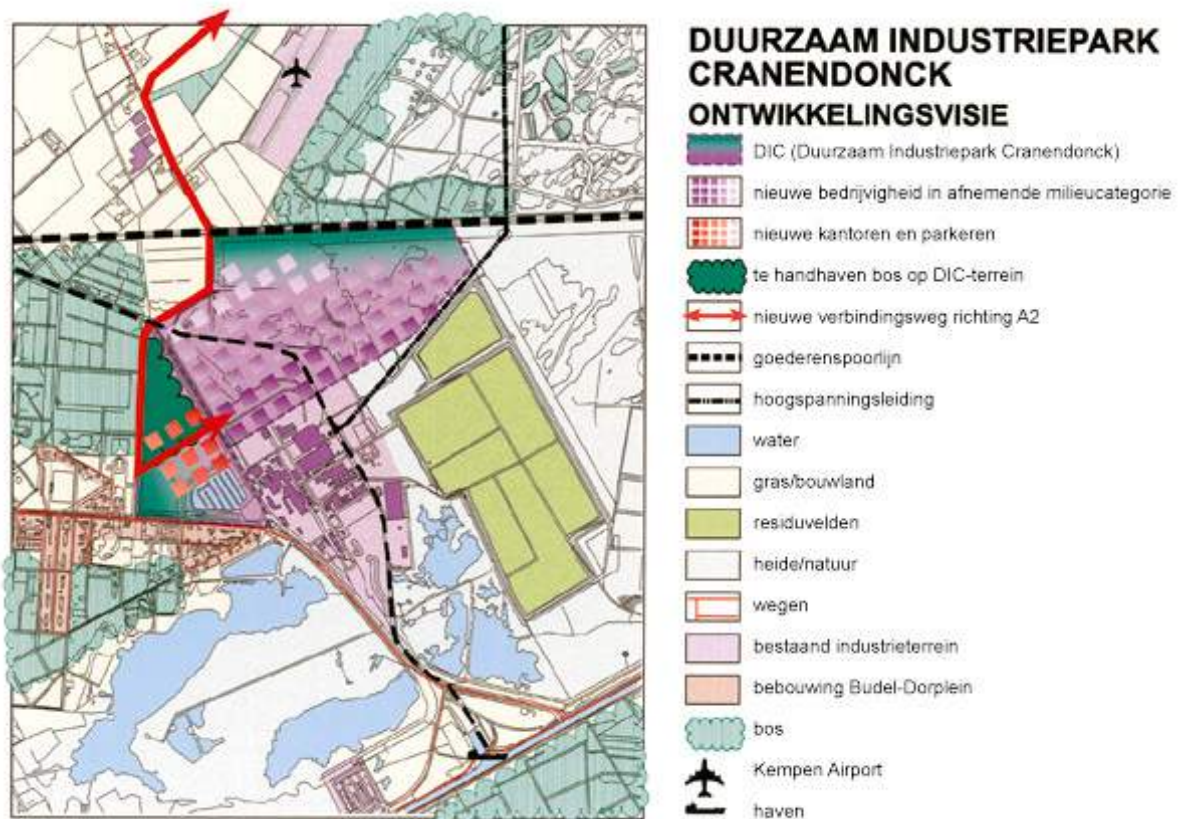 DUURZAAM INDUSTRIEPARK
CRANENDONCK
ONTWIKKELINGSVISIE
DIC (Duurzaam Industriepark Cranendonck)
nieuwe bedrijvigheid in afnemende milieucategorie
nieuwe kantoren en parkeren
te handhaven bos op DIC-terrein
nieuwe verbindingsweg richting A2
goederenspoorlijn
hoogspanningsleiding
water
gras/bouwland
residuvelden
heide/natuur
wegen
bestaand industrieterrein
bebouwing Budel-Dorplein
bos
Kempen Airport
haven